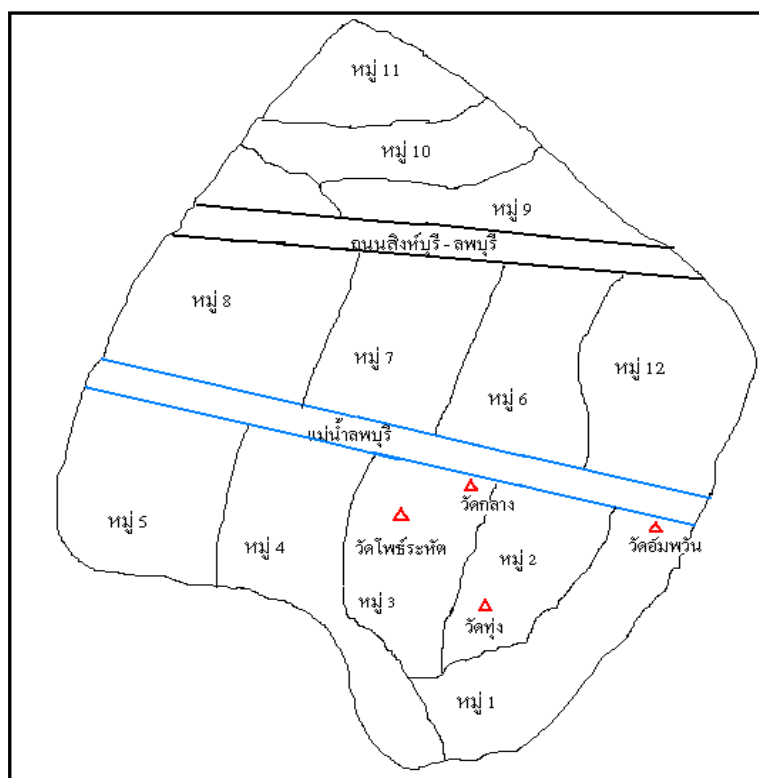 หมู่ 11
หมู่ 10
หมู่ 9
ถนนสิงห์บุรี - ลพบุรี
หมู่ 8
หมู่ 7
หมู่ 12
หมู่ 6
แม่น้ำลพบุรี
วัดกลาง
หมู่ 5
หมู่ 4
วัดโพธ์ระหัต
หมู่ 2
วัดอัมพวัน
หมู่ 3
วัดทุ่ง
หมู่ 1